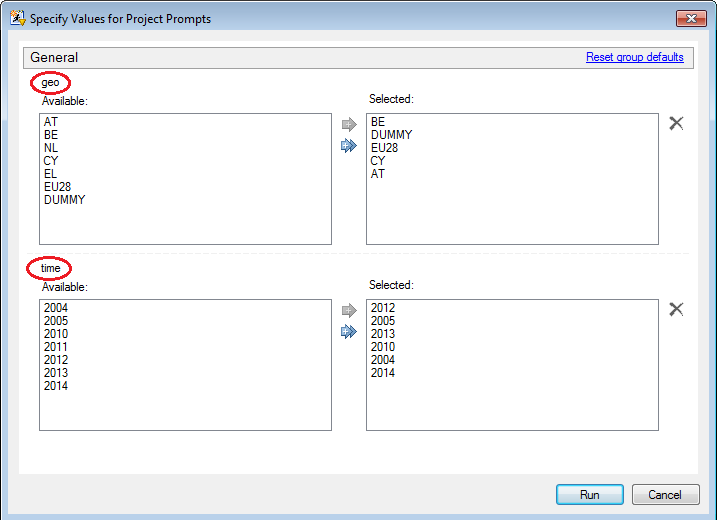 Specify Values for Project Prompts
General
Reset group defaults
geo
Available:
Selected:
AT
BE
NL
CY
EL
EU28
DUMMY
BE
DUMMY
EU28
CY
AT
time
Available:
Selected:
2004
2005
2010
2011
2012
2013
2014
2012
2005
2013
2010
2004
2014
Run
Cancel